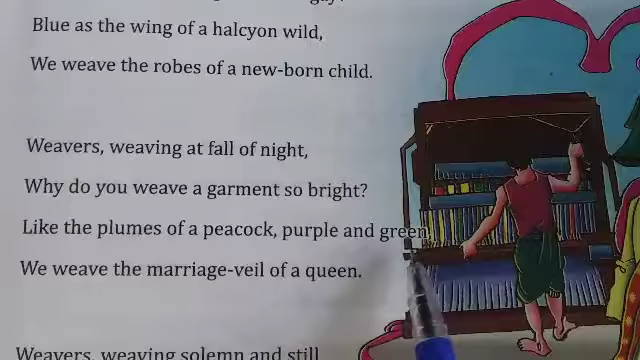 Blue as the wing of a halcyon wild,
We weave the robes of a new-born child.
Weavers, weaving at fall of night,
Why do you weave a garment so bright?
Like the plumes of a peacock, purple and green,
We weave the marriage-veil of a queen.
Weavers, weaving solemn and still